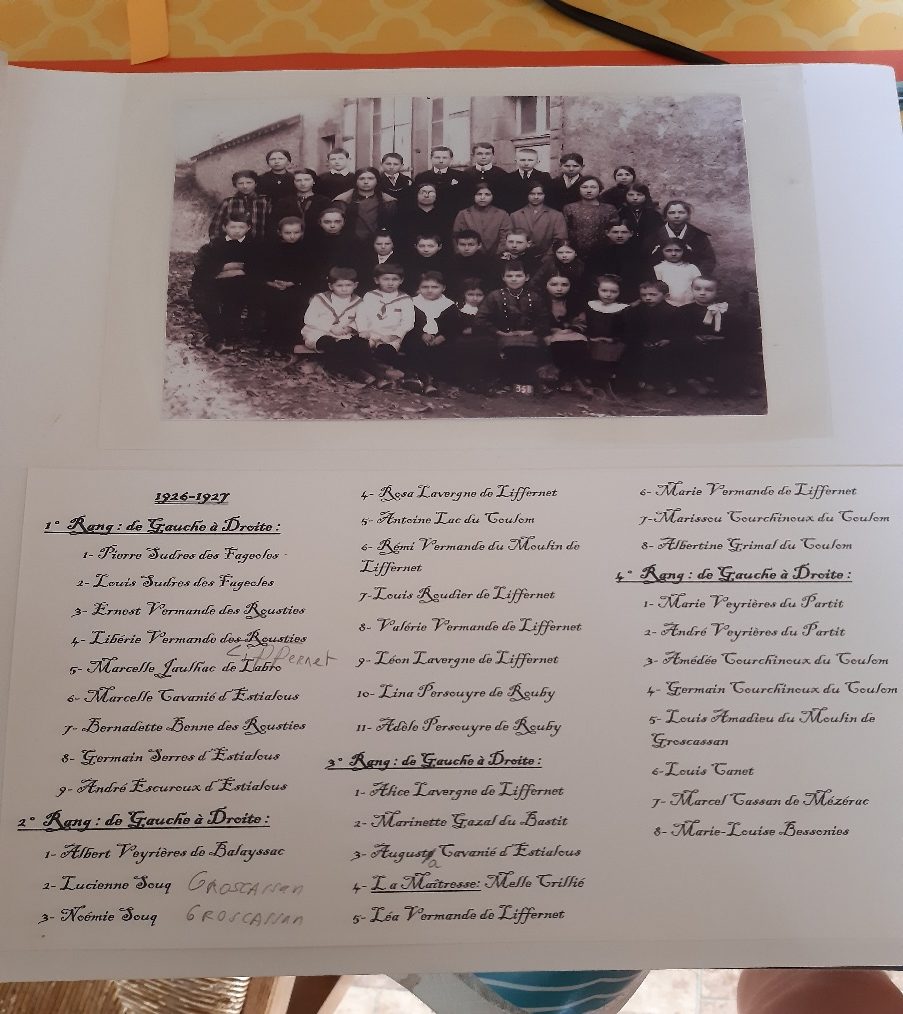 358
1926-1927
1° Rang : de Gauche à Droite :
1- Pierre Sudres des Fageoles
2- Louis Sudres des Fageoles
3- Ernest Vermande des Rousties
4- Libérie Vermande des Rousties
Liffernet
5- Marcelle Jaulhac de Labro
6- Marcelle Cavanié d'Estialous
7- Bernadette Bonne des Rousties
8- Germain Serres d'Estialous
9- André Escuroux d'Estialous
2° Rang : de Gauche à Droite :
1- Albert Veyrières de Balayssac
2- Lucienne Souq GROSCASSAN
3- Noémie Souq GROSCASSAN
4- Rosa Lavergne de Liffernet
5- Antoine Lac du Coulom
6- Rémi Vermande du Moulin de
Liffernet
7- Louis Roudier de Liffernet
8- Valérie Vermande de Liffernet
9- Léon Lavergne de Liffernet
10- Lina Persouyre de Rouby
11- Adèle Persouyre de Rouby
3° Rang : de Gauche à Droite :
1- Alice Lavergne de Liffernet
2- Marinette Gazal du Bastit
3- Augusta Cavanié d'Estialous
4- La Maîtresse: Melle Crillié
5- Léa Vermande de Liffernet
6- Marie Vermande de Liffernet
7-Marissou Courchinoux du Coulom
8- Albertine Grimal du Coulom
4° Rang : de Gauche à Droite :
1- Marie Veyrières du Partit
2- André Veyrières du Partit
3- Amédée Courchinoux du Coulom
4- Germain Courchinoux du Coulom
5- Louis Amadieu du Moulin de
Groscassan
6-Louis Canet
7- Marcel Cassan de Mézérac
8- Marie-Louise Bessonies